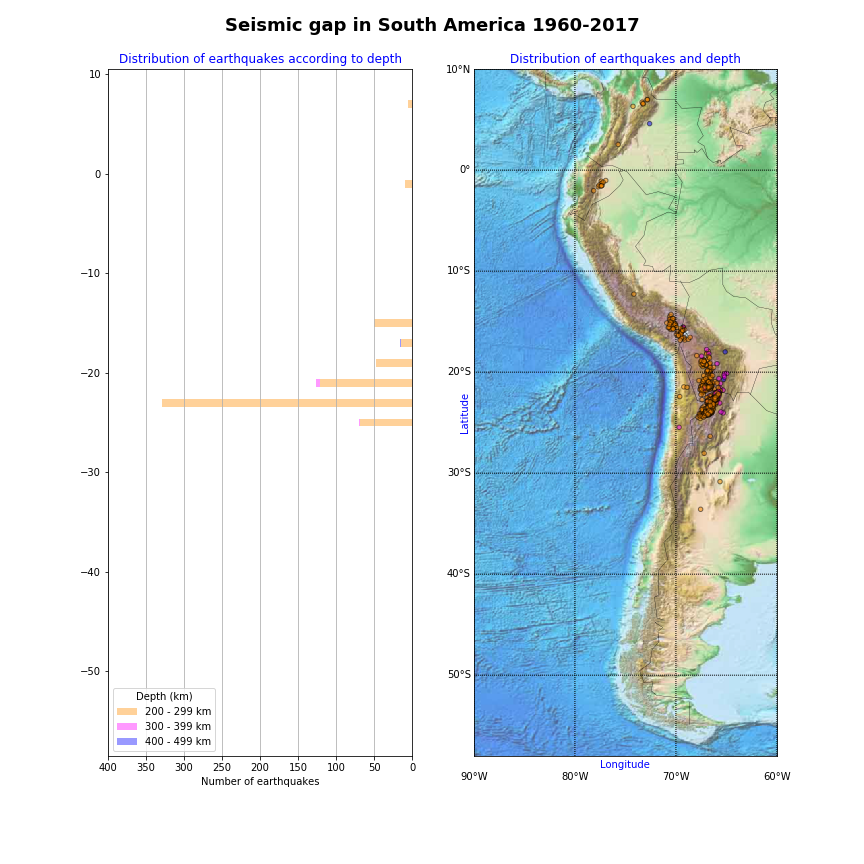 Seismic gap in South America 1960-2017
Distribution of earthquakes according to depth
10
0
−10
−20
−30
−40
−50
Depth (km)
200 - 299 km
300 - 399 km
400 - 499 km
400 350 300 250 200 150 100 50 0
Number of earthquakes
Distribution of earthquakes and depth
10°N
0°
10°S
20°S
Latitude
30°S
40°S
50°S
Longitude
90°W 80°W 70°W 60°W